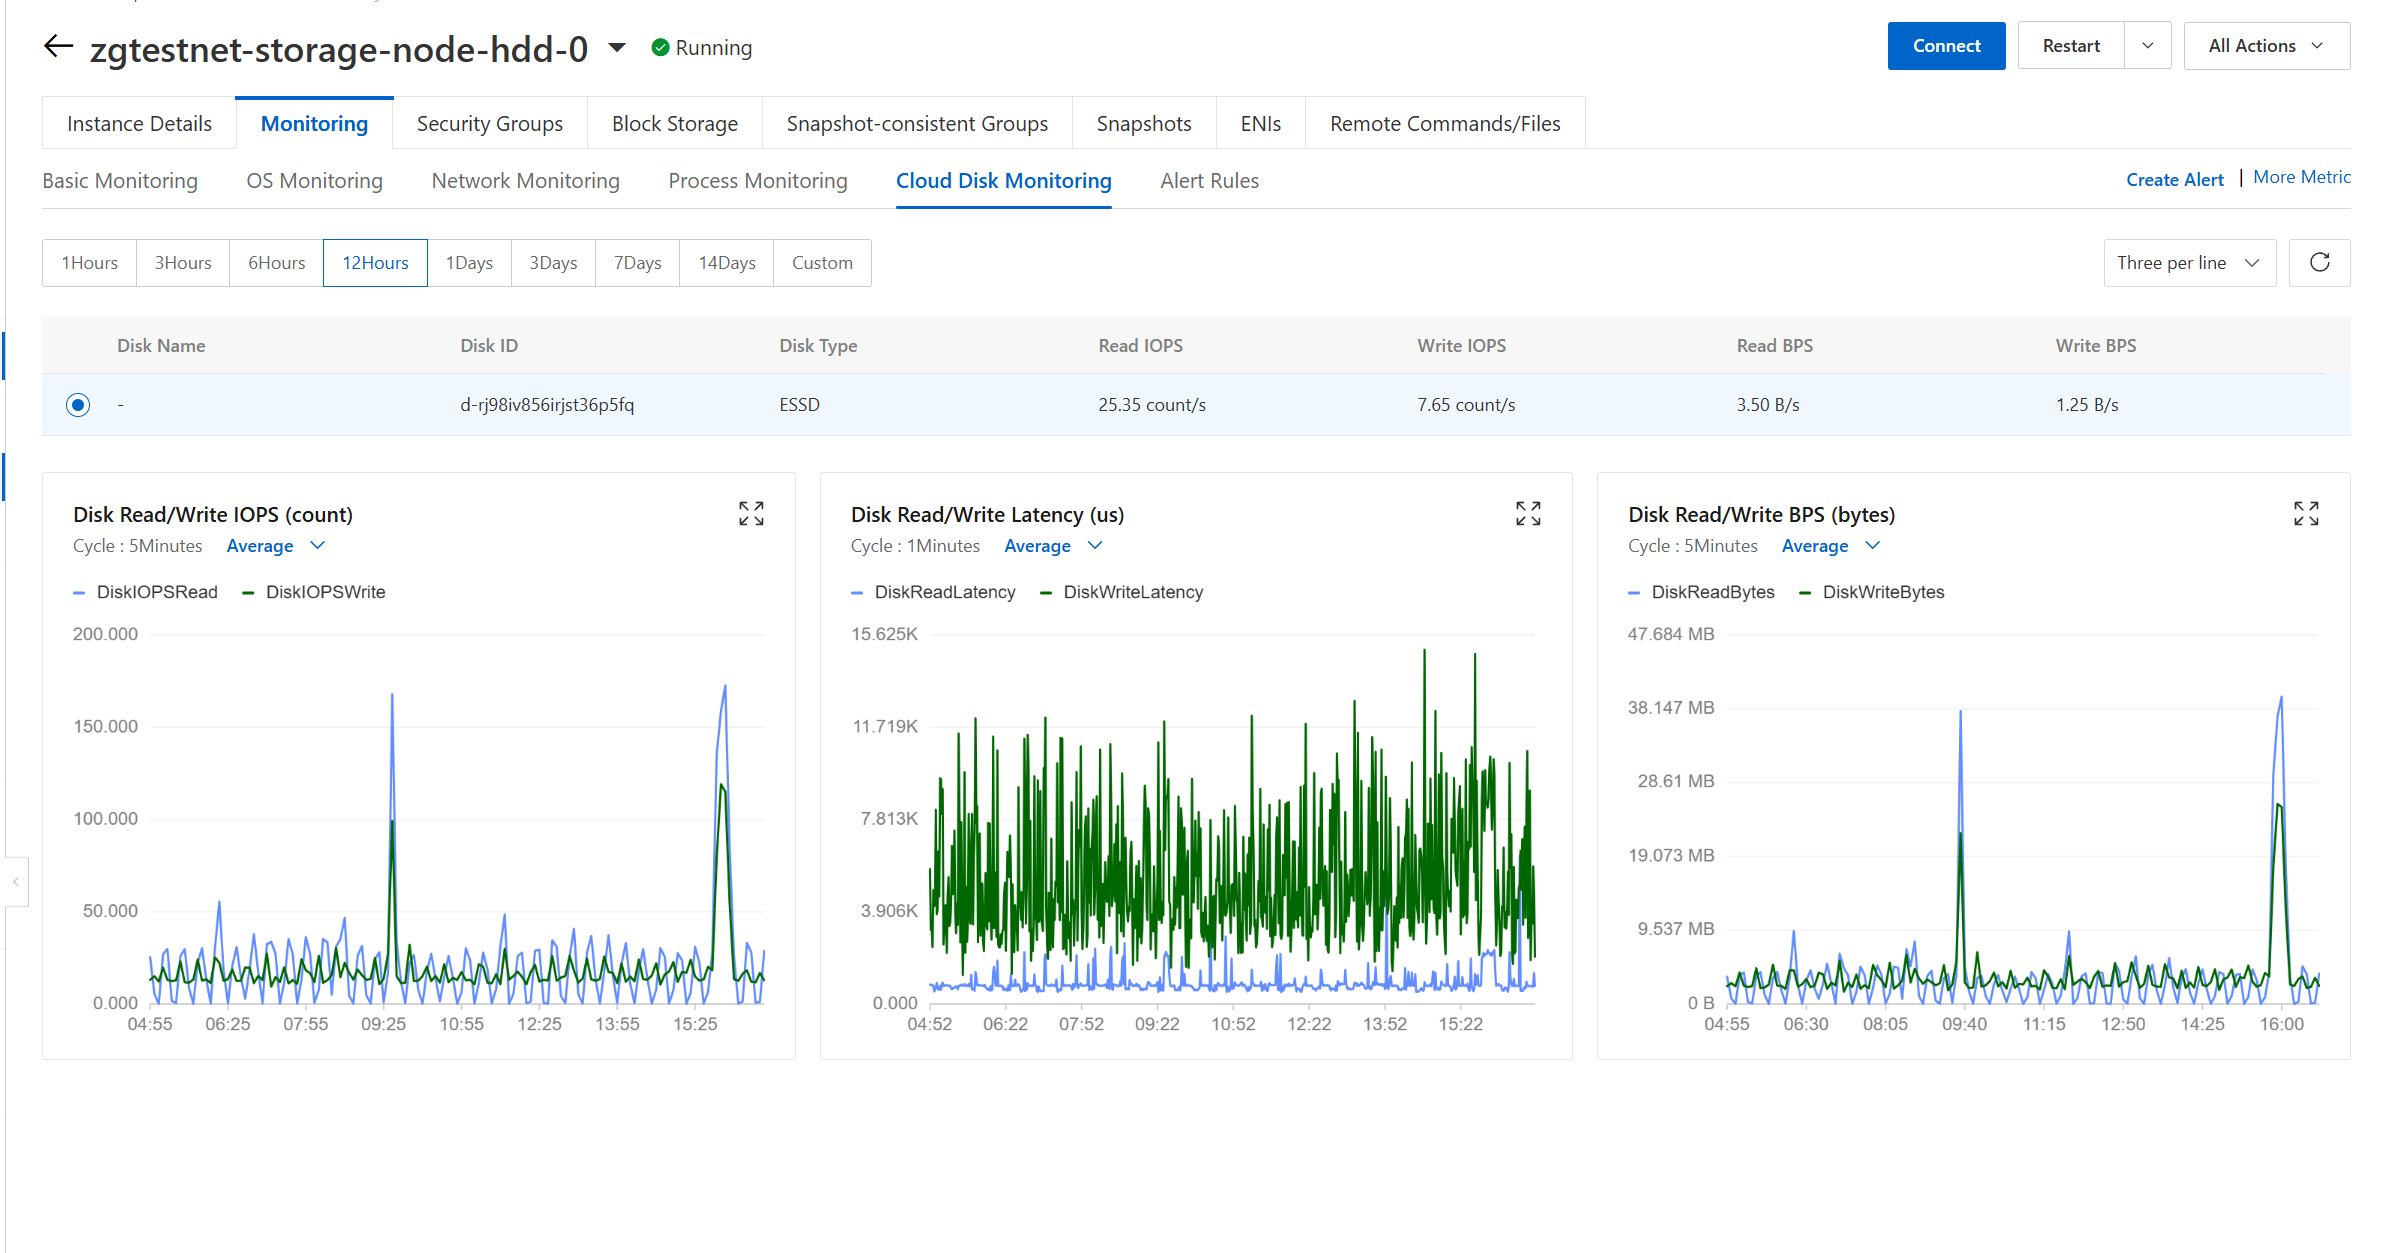 zgtestnet-storage-node-hdd-0 Running Connect Restart All Actions
Instance Details Monitoring Security Groups Block Storage Snapshot-consistent Groups Snapshots ENIs Remote Commands/Files
Basic Monitoring OS Monitoring Network Monitoring Process Monitoring Cloud Disk Monitoring Alert Rules Create Alert | More Metric
1Hours 3Hours 6Hours 12Hours 1Days 3Days 7Days 14Days Custom Three per line
Disk Name Disk ID Disk Type Read IOPS Write IOPS Read BPS Write BPS
- d-rj98iv856irjst36p5fq ESSD 25.35 count/s 7.65 count/s 3.50 B/s 1.25 B/s
Disk Read/Write IOPS (count)
Cycle : 5Minutes Average
DiskIOPSRead DiskIOPSWrite
200.000
150.000
100.000
50.000
0.000
04:55 06:25 07:55 09:25 10:55 12:25 13:55 15:25
Disk Read/Write Latency (us)
Cycle : 1Minutes Average
DiskReadLatency DiskWriteLatency
15.625K
11.719K
7.813K
3.906K
0.000
04:52 06:22 07:52 09:22 10:52 12:22 13:52 15:22
Disk Read/Write BPS (bytes)
Cycle : 5Minutes Average
DiskReadBytes DiskWriteBytes
47.684 MB
38.147 MB
28.61 MB
19.073 MB
9.537 MB
0 B
04:55 06:30 08:05 09:40 11:15 12:50 14:25 16:00